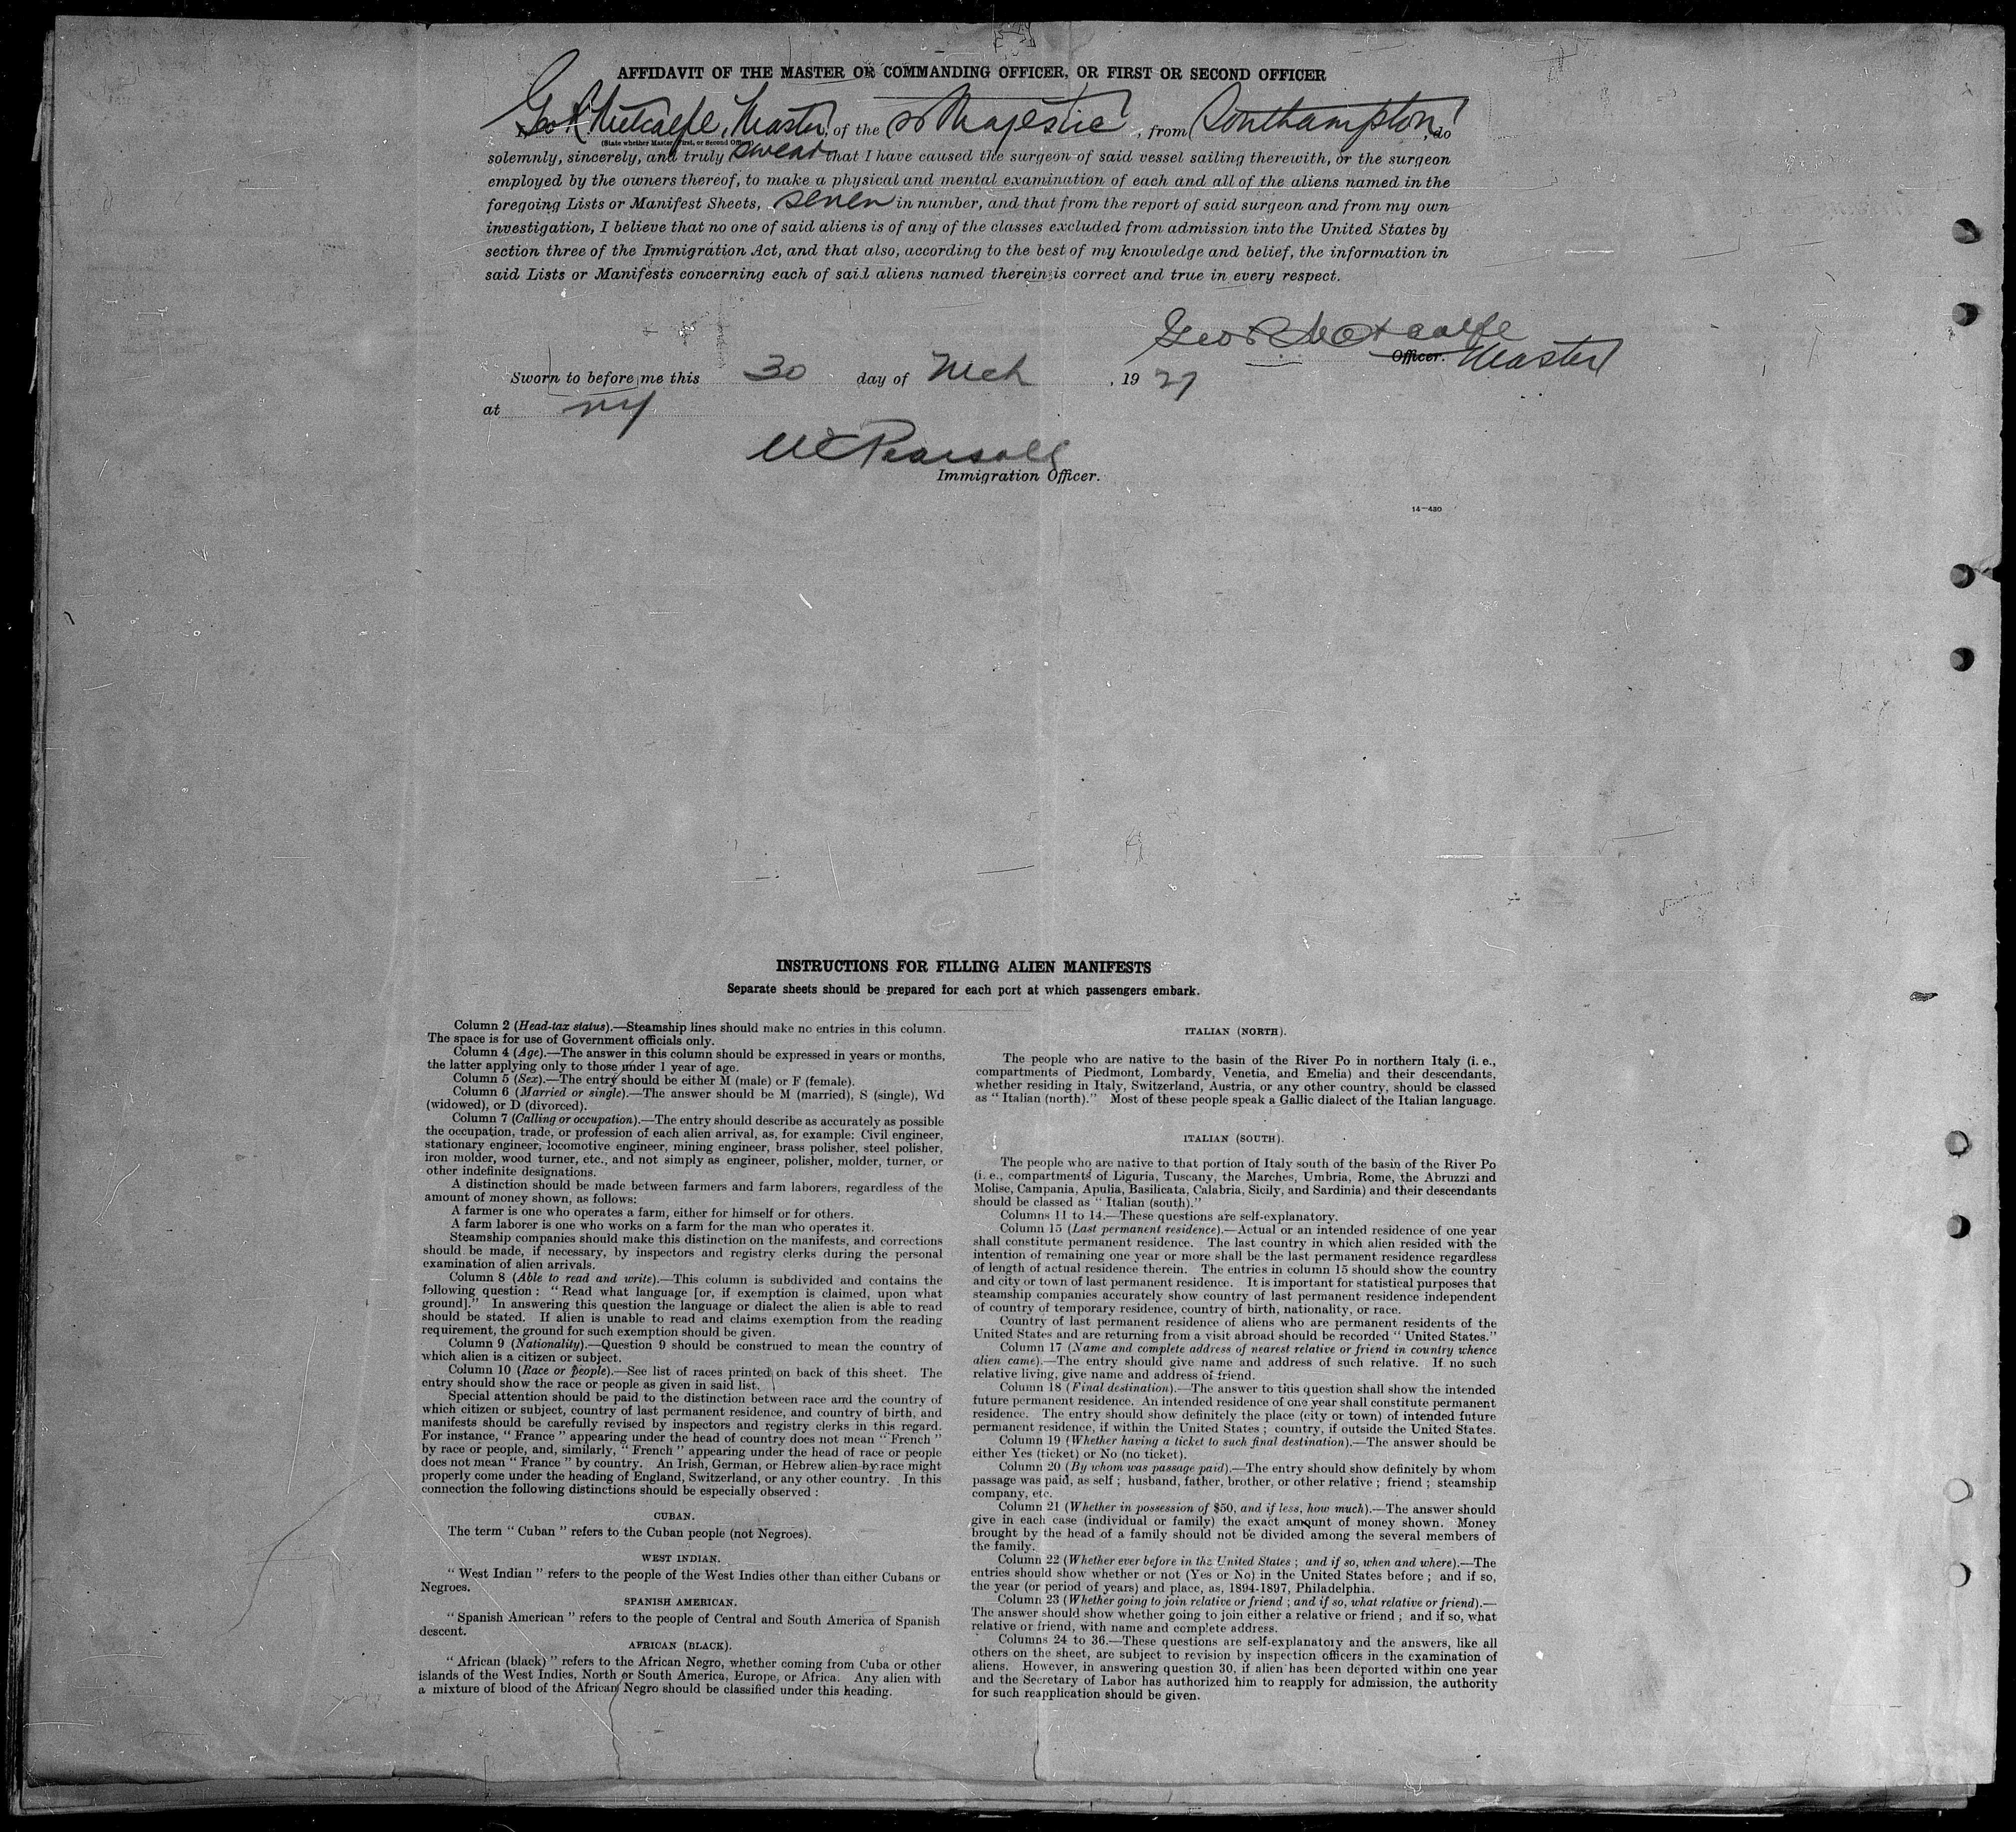 AFFIDAVIT OF THE MASTER OR COMMANDING OFFICER, OR FIRST OR SECOND OFFICER
I, Geo R Metcalfe, Master, of the SS Majestic, from Southampton, do
(State whether Master, First, or Second Officer)
solemnly, sincerely, and truly swear that I have caused the surgeon of said vessel sailing therewith, or the surgeon
employed by the owners thereof, to make a physical and mental examination of each and all of the aliens named in the
foregoing Lists or Manifest Sheets, seven in number, and that from the report of said surgeon and from my own
investigation, I believe that no one of said aliens is of any of the classes excluded from admission into the United States by
section three of the Immigration Act, and that also, according to the best of my knowledge and belief, the information in
said Lists or Manifests concerning each of said aliens named therein is correct and true in every respect.
Geo R Metcalfe
Officer. Master
Sworn to before me this 30 day of Mch, 1927
at NY
Pearsall
Immigration Officer.
14—430
INSTRUCTIONS FOR FILLING ALIEN MANIFESTS
Separate sheets should be prepared for each port at which passengers embark.
Column 2 (Head-tax status).—Steamship lines should make no entries in this column.
The space is for use of Government officials only.
Column 4 (Age).—The answer in this column should be expressed in years or months,
the latter applying only to those under 1 year of age.
Column 5 (Sex).—The entry should be either M (male) or F (female).
Column 6 (Married or single).—The answer should be M (married), S (single), Wd
(widowed), or D (divorced).
Column 7 (Calling or occupation).—The entry should describe as accurately as possible
the occupation, trade, or profession of each alien arrival, as, for example: Civil engineer,
stationary engineer, locomotive engineer, mining engineer, brass polisher, steel polisher,
iron molder, wood turner, etc., and not simply as engineer, polisher, molder, turner, or
other indefinite designations.
A distinction should be made between farmers and farm laborers, regardless of the
amount of money shown, as follows:
A farmer is one who operates a farm, either for himself or for others.
A farm laborer is one who works on a farm for the man who operates it.
Steamship companies should make this distinction on the manifests, and corrections
should be made, if necessary, by inspectors and registry clerks during the personal
examination of alien arrivals.
Column 8 (Able to read and write).—This column is subdivided and contains the
following question: “Read what language [or, if exemption is claimed, upon what
ground].” In answering this question the language or dialect the alien is able to read
should be stated. If alien is unable to read and claims exemption from the reading
requirement, the ground for such exemption should be given.
Column 9 (Nationality).—Question 9 should be construed to mean the country of
which alien is a citizen or subject.
Column 10 (Race or people).—See list of races printed on back of this sheet. The
entry should show the race or people as given in said list.
Special attention should be paid to the distinction between race and the country of
which citizen or subject, country of last permanent residence, and country of birth, and
manifests should be carefully revised by inspectors and registry clerks in this regard.
For instance, “France” appearing under the head of country does not mean “French”
by race or people, and, similarly, “French” appearing under the head of race or people
does not mean “France” by country. An Irish, German, or Hebrew alien by race might
properly come under the heading of England, Switzerland, or any other country. In this
connection the following distinctions should be especially observed:
CUBAN.
The term “Cuban” refers to the Cuban people (not Negroes).
WEST INDIAN.
“West Indian” refers to the people of the West Indies other than either Cubans or
Negroes.
SPANISH AMERICAN.
“Spanish American” refers to the people of Central and South America of Spanish
descent.
AFRICAN (BLACK).
“African (black)” refers to the African Negro, whether coming from Cuba or other
islands of the West Indies, North or South America, Europe, or Africa. Any alien with
a mixture of blood of the African Negro should be classified under this heading.
ITALIAN (NORTH).
The people who are native to the basin of the River Po in northern Italy (i. e.,
compartments of Piedmont, Lombardy, Venetia, and Emelia) and their descendants,
whether residing in Italy, Switzerland, Austria, or any other country, should be classed
as “Italian (north).” Most of these people speak a Gallic dialect of the Italian language.
ITALIAN (SOUTH).
The people who are native to that portion of Italy south of the basin of the River Po
(i. e., compartments of Liguria, Tuscany, the Marches, Umbria, Rome, the Abruzzi and
Molise, Campania, Apulia, Basilicata, Calabria, Sicily, and Sardinia) and their descendants
should be classed as “Italian (south).”
Columns 11 to 14.—These questions are self-explanatory.
Column 15 (Last permanent residence).—Actual or an intended residence of one year
shall constitute permanent residence. The last country in which alien resided with the
intention of remaining one year or more shall be the last permanent residence regardless
of length of actual residence therein. The entries in column 15 should show the country
and city or town of last permanent residence. It is important for statistical purposes that
steamship companies accurately show country of last permanent residence independent
of country of temporary residence, country of birth, nationality, or race.
Country of last permanent residence of aliens who are permanent residents of the
United States and are returning from a visit abroad should be recorded “United States.”
Column 17 (Name and complete address of nearest relative or friend in country whence
alien came).—The entry should give name and address of such relative. If no such
relative living, give name and address of friend.
Column 18 (Final destination).—The answer to this question shall show the intended
future permanent residence. An intended residence of one year shall constitute permanent
residence. The entry should show definitely the place (city or town) of intended future
permanent residence, if within the United States; country, if outside the United States.
Column 19 (Whether having a ticket to such final destination).—The answer should be
either Yes (ticket) or No (no ticket).
Column 20 (By whom was passage paid).—The entry should show definitely by whom
passage was paid, as self; husband, father, brother, or other relative; friend; steamship
company, etc.
Column 21 (Whether in possession of $50, and if less, how much).—The answer should
give in each case (individual or family) the exact amount of money shown. Money
brought by the head of a family should not be divided among the several members of
the family.
Column 22 (Whether ever before in the United States; and if so, when and where).—The
entries should show whether or not (Yes or No) in the United States before; and if so,
the year (or period of years) and place, as, 1894-1897, Philadelphia.
Column 23 (Whether going to join relative or friend; and if so, what relative or friend).—
The answer should show whether going to join either a relative or friend; and if so, what
relative or friend, with name and complete address.
Columns 24 to 36.—These questions are self-explanatory and the answers, like all
others on the sheet, are subject to revision by inspection officers in the examination of
aliens. However, in answering question 30, if alien has been deported within one year
and the Secretary of Labor has authorized him to reapply for admission, the authority
for such reapplication should be given.